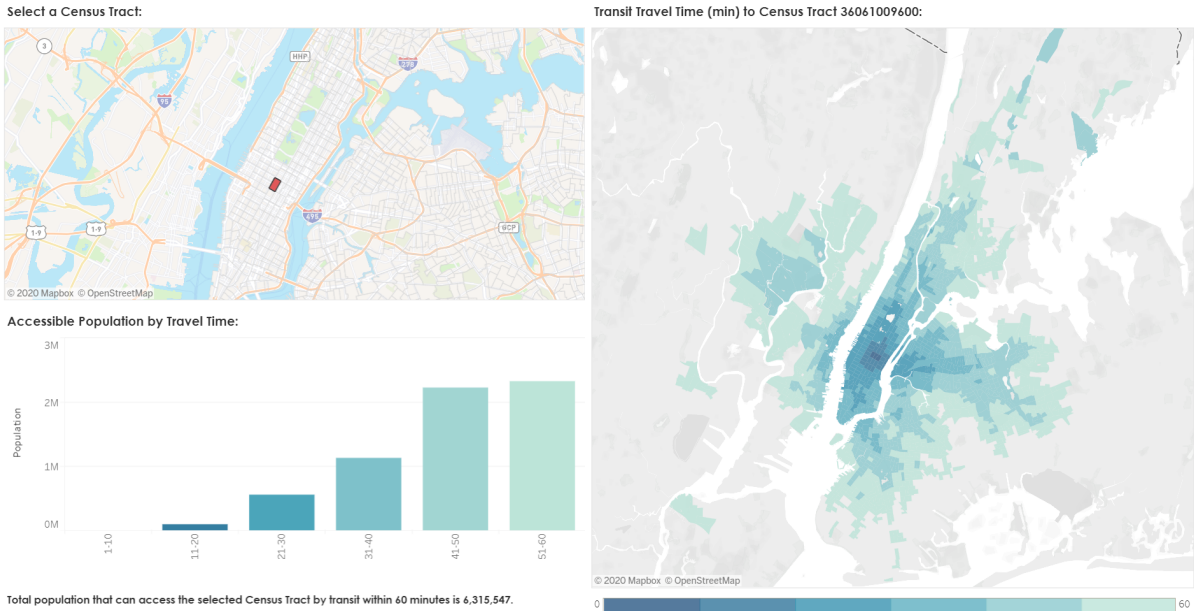 Select a Census Tract:
3
HHP
278
95
495
1-9
1-9
GCP
© 2020 Mapbox © OpenStreetMap
Accessible Population by Travel Time:
3M
2M
1M
0M
Population
1-10
11-20
21-30
31-40
41-50
51-60
Total population that can access the selected Census Tract by transit within 60 minutes is 6,315,547.
Transit Travel Time (min) to Census Tract 36061009600:
© 2020 Mapbox © OpenStreetMap
0
60